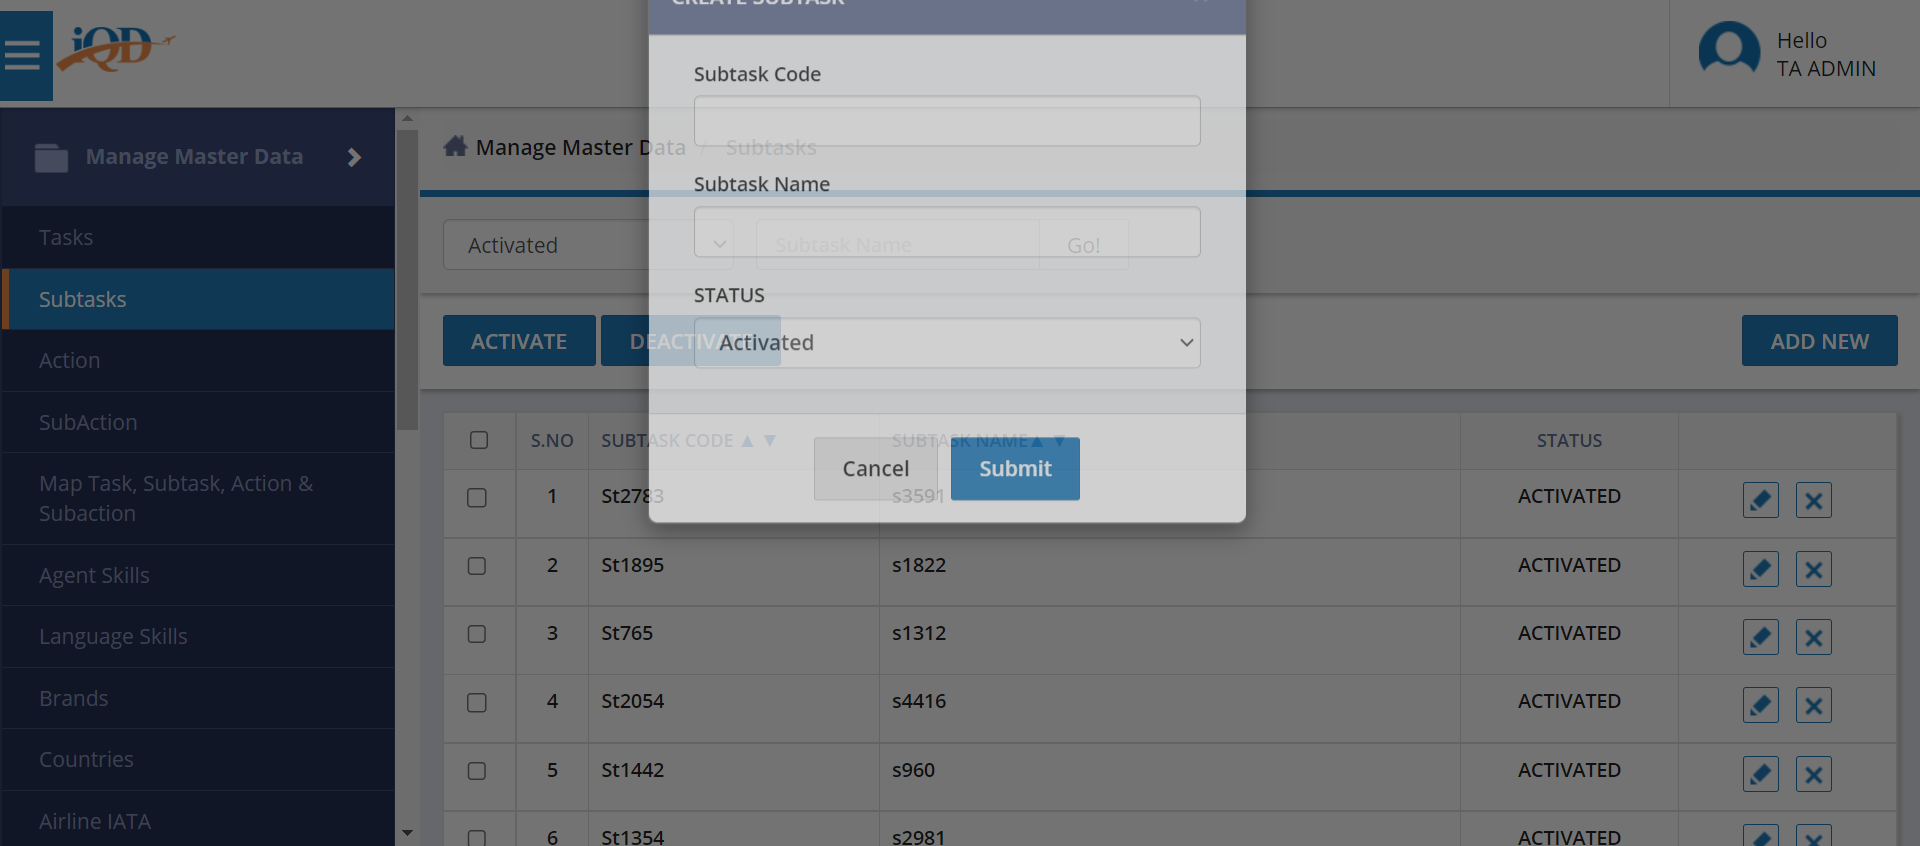 CREATE SUBTASK
iQD
Hello
TA ADMIN
Subtask Code
Manage Master Data
Manage Master Data / Subtasks
Subtask Name
Tasks
Activated
Subtask Name
Go!
Subtasks
STATUS
ACTIVATE
DEACTIVATE
Activated
ADD NEW
Action
SubAction
S.NO
SUBTASK CODE ▲ ▼
SUBTASK NAME ▲ ▼
STATUS
Cancel
Submit
Map Task, Subtask, Action &
Subaction
1 St2783 s3591 ACTIVATED
2 St1895 s1822 ACTIVATED
Agent Skills
3 St765 s1312 ACTIVATED
Language Skills
4 St2054 s4416 ACTIVATED
Brands
5 St1442 s960 ACTIVATED
Countries
6 St1354 s2981 ACTIVATED
Airline IATA